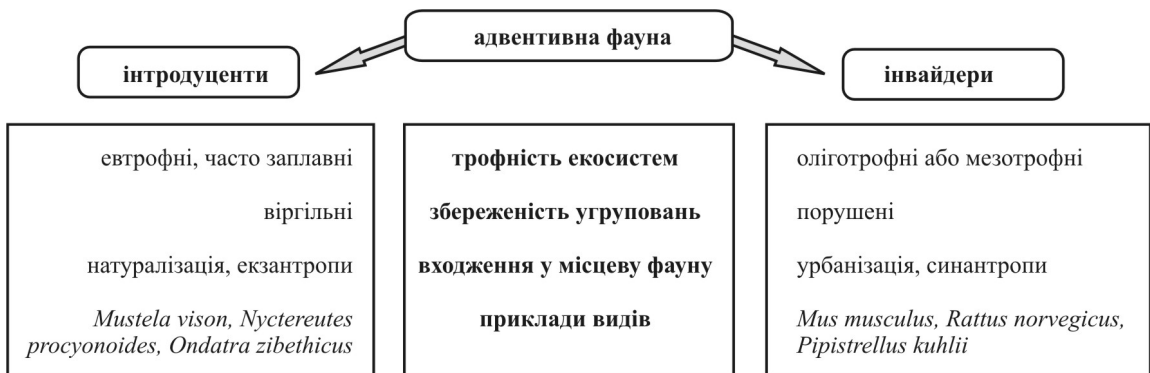 адвентивна фауна
інтродуценти
інвайдери
евтрофні, часто заплавні
трофність екосистем
оліготрофні або мезотрофні
віргільні
збереженість угруповань
порушені
натуралізація, екзантропи
входження у місцеву фауну
урбанізація, синантропи
Mustela vison, Nyctereutes
procyonoides, Ondatra zibethicus
приклади видів
Mus musculus, Rattus norvegicus,
Pipistrellus kuhlii